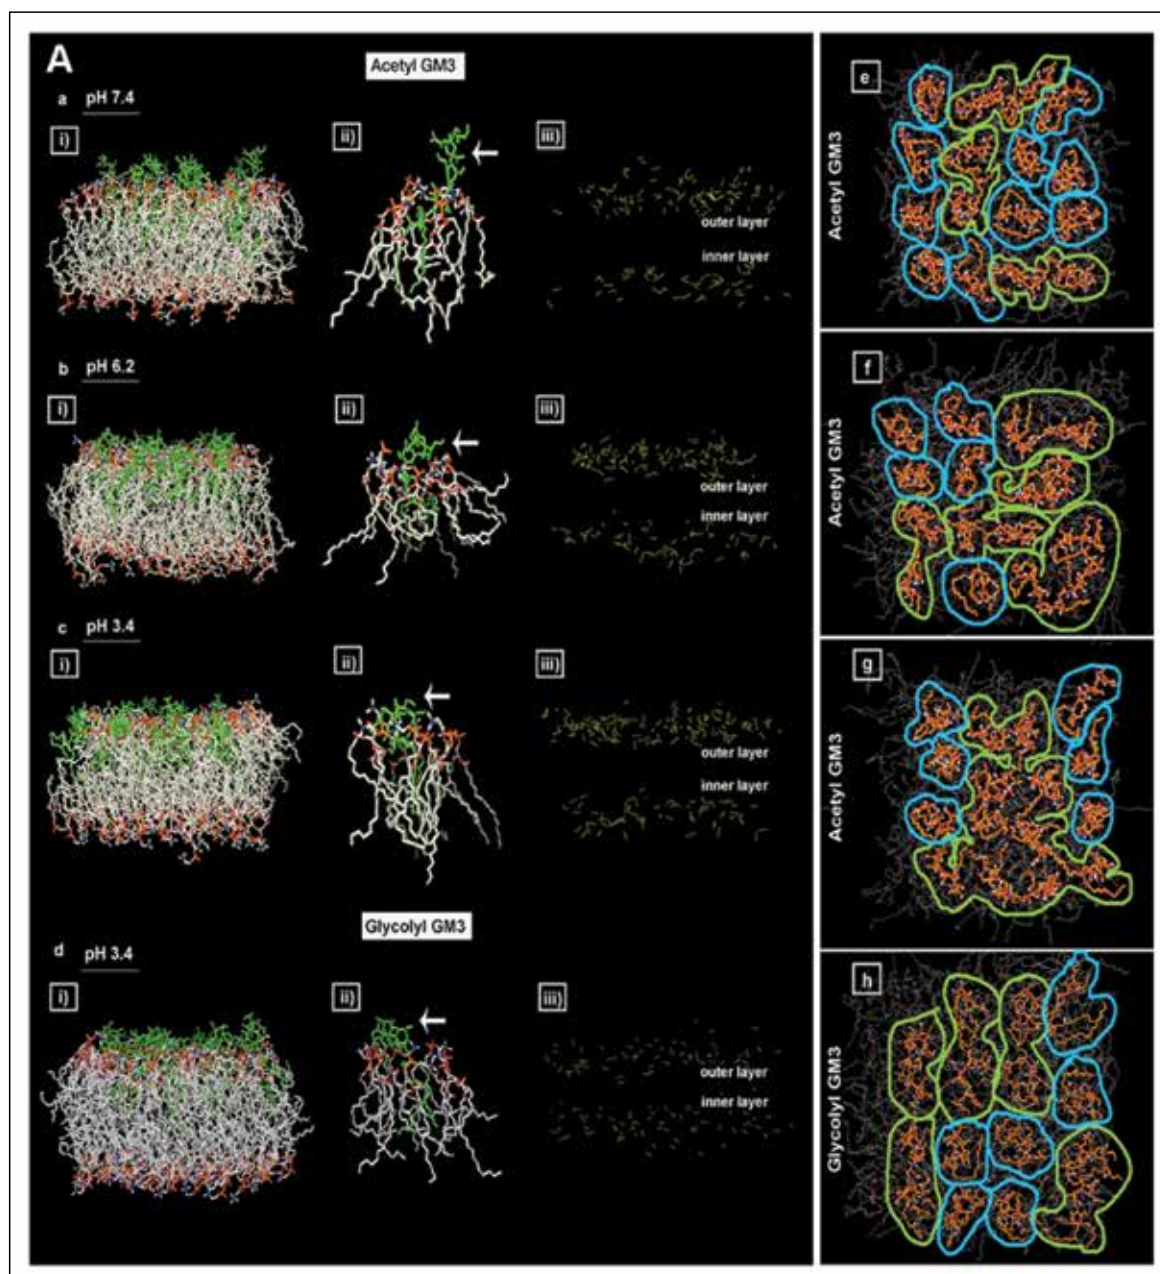 A
Acetyl GM3
a pH 7.4
i) ii) iii)
outer layer
inner layer
b pH 6.2
i) ii) iii)
outer layer
inner layer
c pH 3.4
i) ii) iii)
outer layer
inner layer
Glycolyl GM3
d pH 3.4
i) ii) iii)
outer layer
inner layer
e
Acetyl GM3
f
Acetyl GM3
g
Acetyl GM3
h
Glycolyl GM3